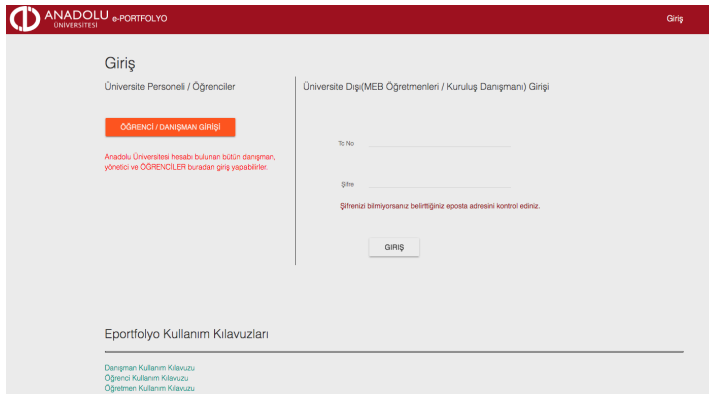 ANADOLU e-PORTFOLYO
ÜNİVERSİTESİ
Giriş
Giriş
Üniversite Personeli / Öğrenciler
ÖĞRENCİ / DANIŞMAN GİRİŞİ
Anadolu Üniversitesi hesabı bulunan bütün danışman,
yönetici ve ÖĞRENCİLER buradan giriş yapabilirler.
Üniversite Dışı(MEB Öğretmenleri / Kuruluş Danışmanı) Girişi
Tc No
Şifre
Şifrenizi bilmiyorsanız belirttiğiniz eposta adresini kontrol ediniz.
GIRIŞ
Eportfolyo Kullanım Kılavuzları
Danışman Kullanım Kılavuzu
Öğrenci Kullanım Kılavuzu
Öğretmen Kullanım Kılavuzu